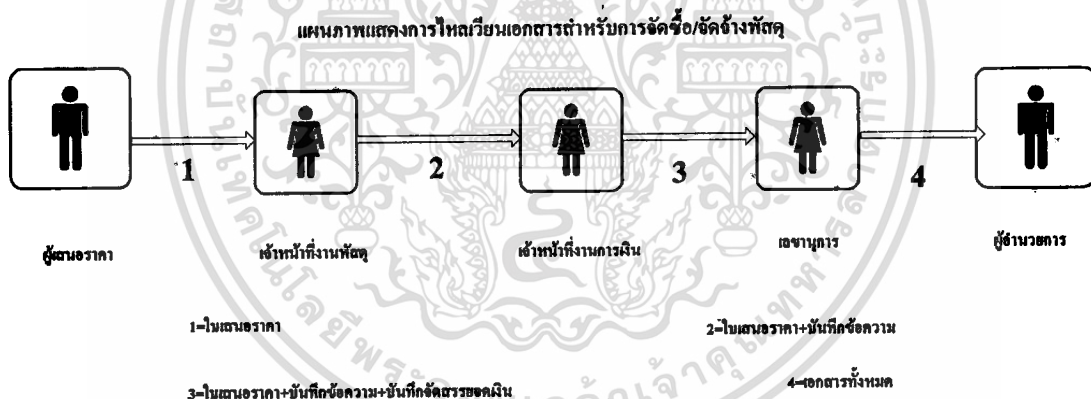 แผนภาพแสดงการไหลเวียนเอกสารสำหรับการจัดซื้อ/จัดจ้างพัสดุ
1 2 3 4
ผู้เสนอราคา เจ้าหน้าที่งานพัสดุ เจ้าหน้าที่งานการเงิน เลขานุการ ผู้อำนวยการ
1=ใบเสนอราคา 2=ใบเสนอราคา+บันทึกข้อความ
3=ใบเสนอราคา+บันทึกข้อความ+บันทึกจัดสรรยอดเงิน 4=เอกสารทั้งหมด